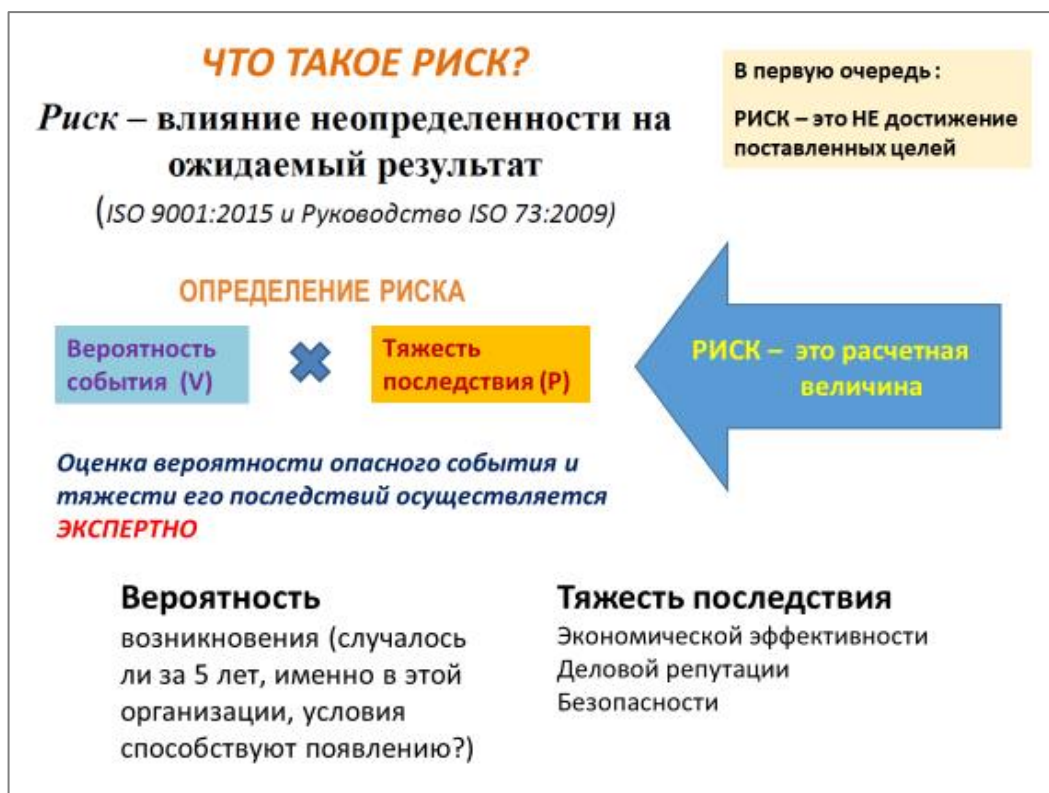 ЧТО ТАКОЕ РИСК?
Риск – влияние неопределенности на
ожидаемый результат
(ISO 9001:2015 и Руководство ISO 73:2009)
В первую очередь :
РИСК – это НЕ достижение
поставленных целей
ОПРЕДЕЛЕНИЕ РИСКА
Вероятность
события (V)
Тяжесть
последствия (P)
РИСК – это расчетная
величина
Оценка вероятности опасного события и
тяжести его последствий осуществляется
ЭКСПЕРТНО
Вероятность
возникновения (случалось
ли за 5 лет, именно в этой
организации, условия
способствуют появлению?)
Тяжесть последствия
Экономической эффективности
Деловой репутации
Безопасности